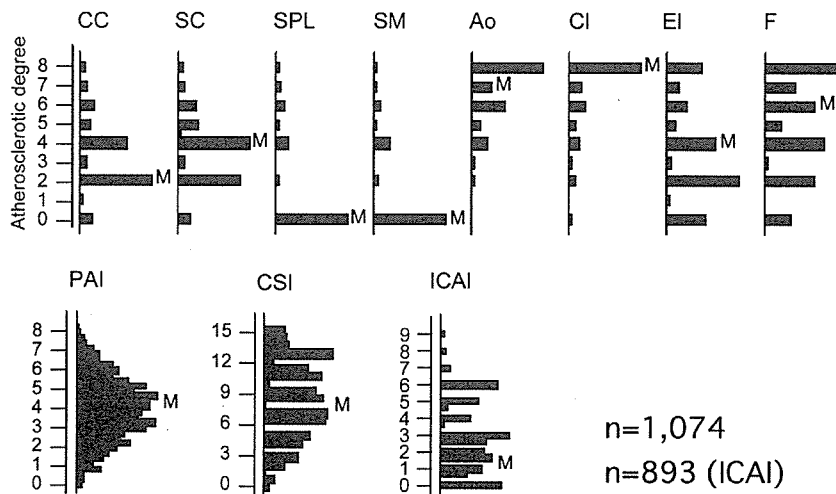 CC SC SPL SM Ao CI EI F
Atherosclerotic degree
8
7 M
6 M
5
4 M M
3
2 M
1
0 M M
M
PAI CSI ICAI
8
7
6
5
4
3
2
1
0
M
15
12
9
6
3
0
M
9
8
7
6
5
4
3
2
1
0
M
n=1,074
n=893 (ICAI)